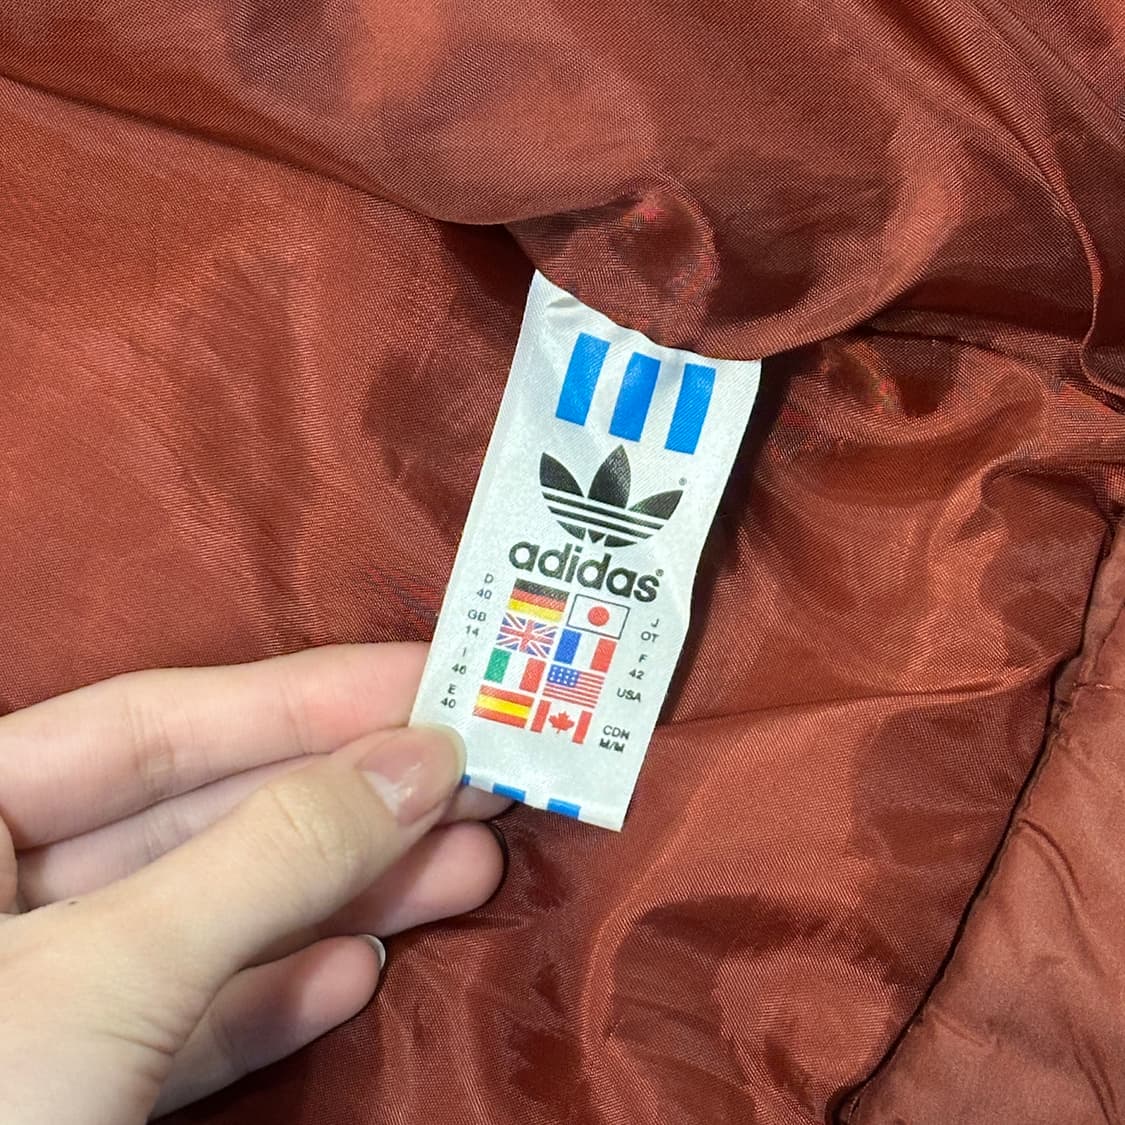 ®
adidas®
D
40
GB
14
I
46
E
40
J
OT
F
42
USA
CDN
M/M